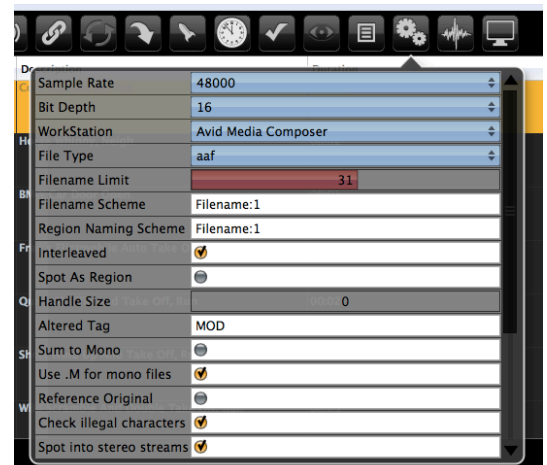 Sample Rate 48000
Bit Depth 16
WorkStation Avid Media Composer
File Type aaf
Filename Limit 31
Filename Scheme Filename:1
Region Naming Scheme Filename:1
Interleaved
Spot As Region
Handle Size 0
Altered Tag MOD
Sum to Mono
Use .M for mono files
Reference Original
Check illegal characters
Spot into stereo streams